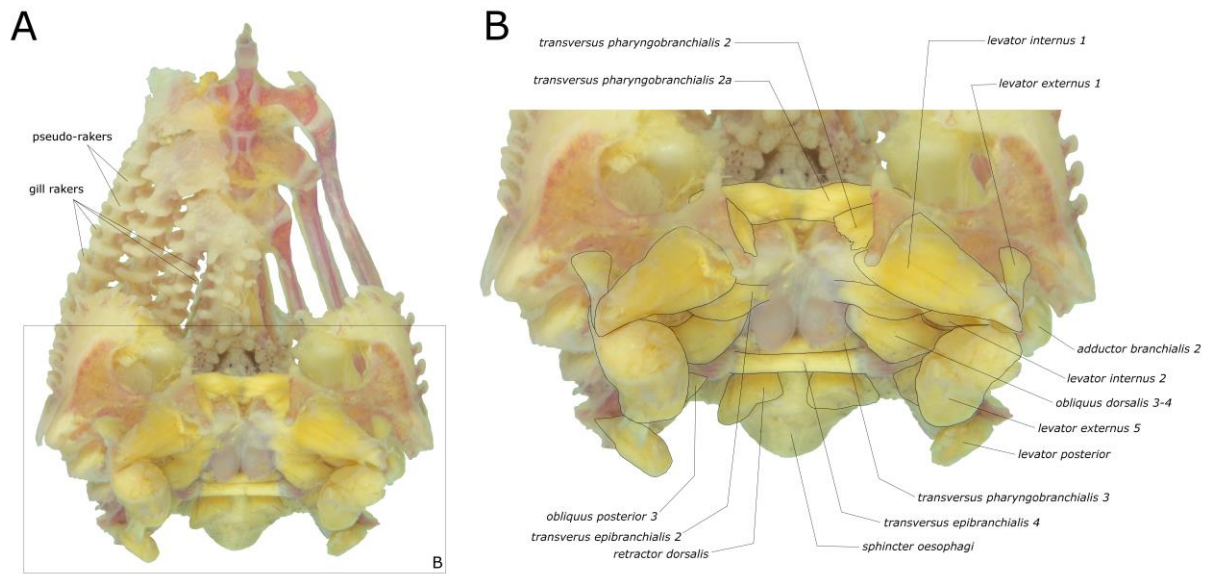 A
B
pseudo-rakers
gill rakers
B
transversus pharyngobranchialis 2
transversus pharyngobranchialis 2a
levator internus 1
levator externus 1
adductor branchialis 2
levator internus 2
obliquus dorsalis 3-4
levator externus 5
levator posterior
transversus pharyngobranchialis 3
transversus epibranchialis 4
sphincter oesophagi
obliquus posterior 3
transverus epibranchialis 2
retractor dorsalis